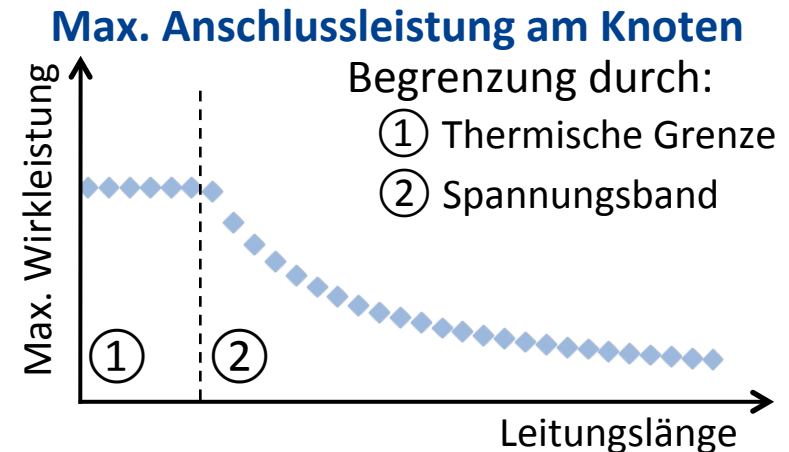 Max. Anschlussleistung am Knoten
Begrenzung durch:
① Thermische Grenze
② Spannungsband
Max. Wirkleistung
① ②
Leitungslänge